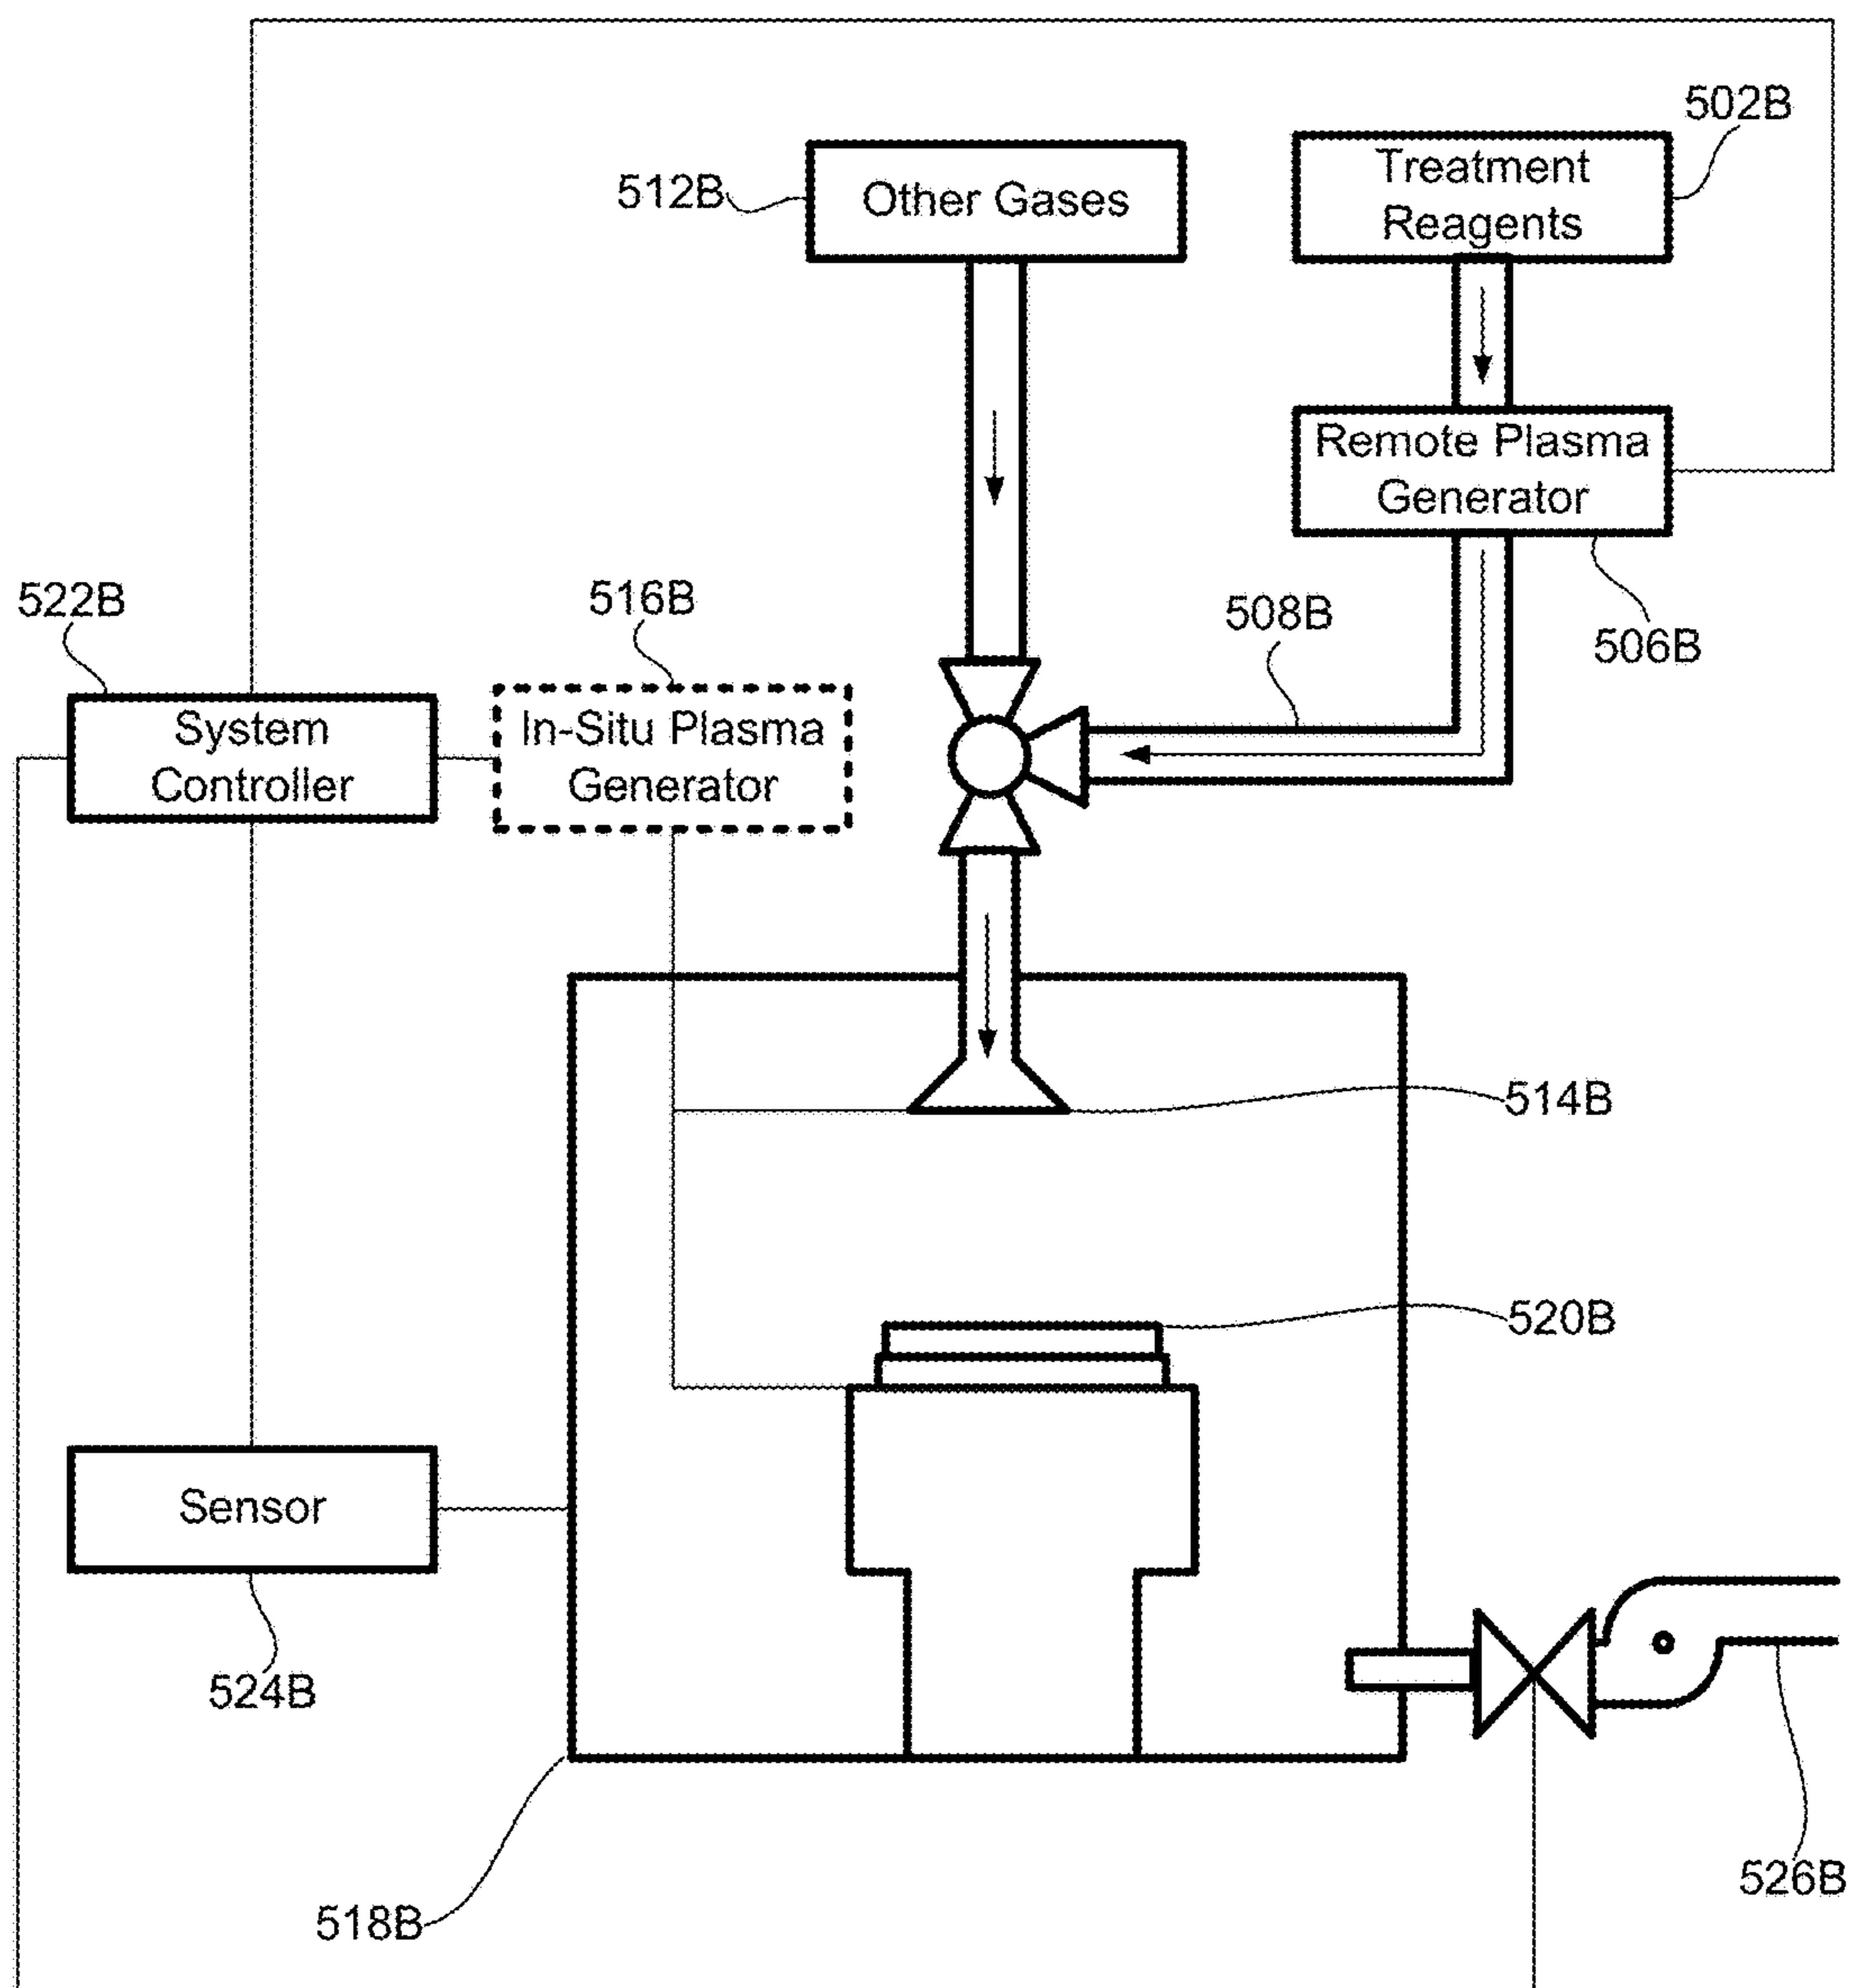 502B
Treatment
Reagents
512B
Other Gases
Remote Plasma
Generator
522B
516B
508B
506B
System
Controller
In-Situ Plasma
Generator
514B
520B
Sensor
524B
526B
518B